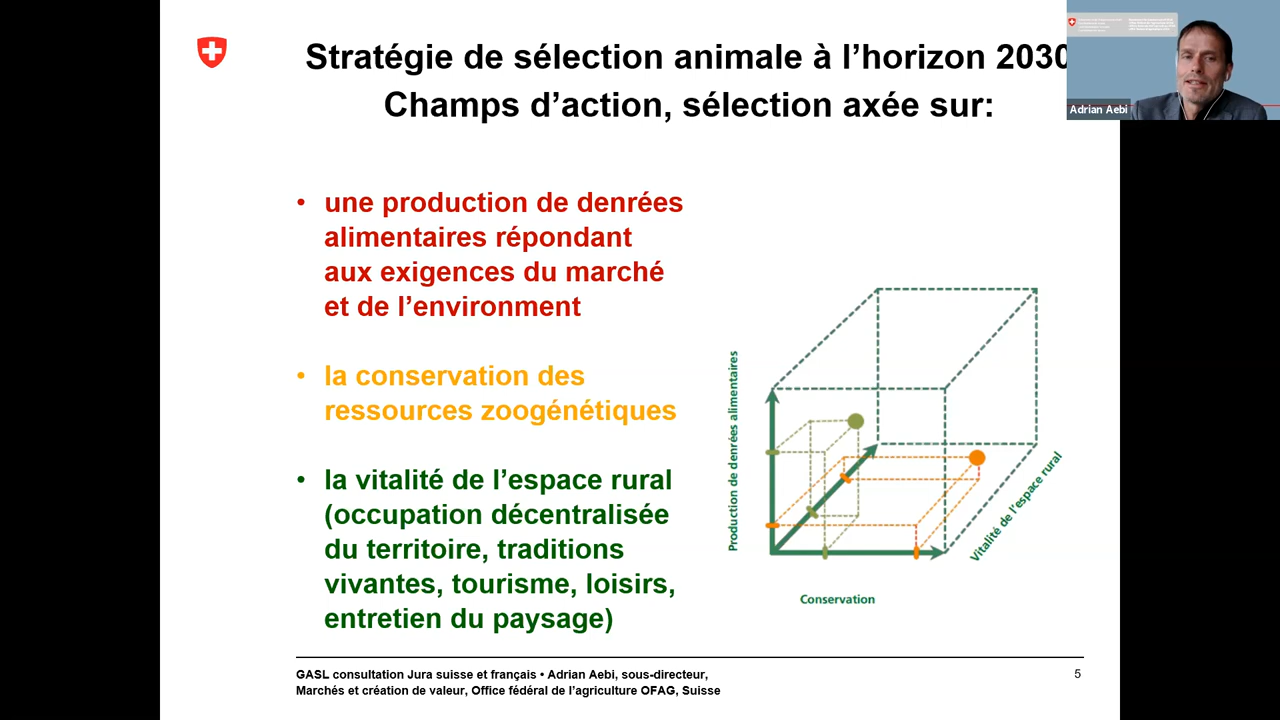 Stratégie de sélection animale à l’horizon 2030
Champs d’action, sélection axée sur:
Adrian Aebi
• une production de denrées
alimentaires répondant
aux exigences du marché
et de l’environment
• la conservation des
ressources zoogénétiques
• la vitalité de l’espace rural
(occupation décentralisée
du territoire, traditions
vivantes, tourisme, loisirs,
entretien du paysage)
Production de denrées alimentaires
Vitalité de l’espace rural
Conservation
GASL consultation Jura suisse et français • Adrian Aebi, sous-directeur,
Marchés et création de valeur, Office fédéral de l’agriculture OFAG, Suisse
5